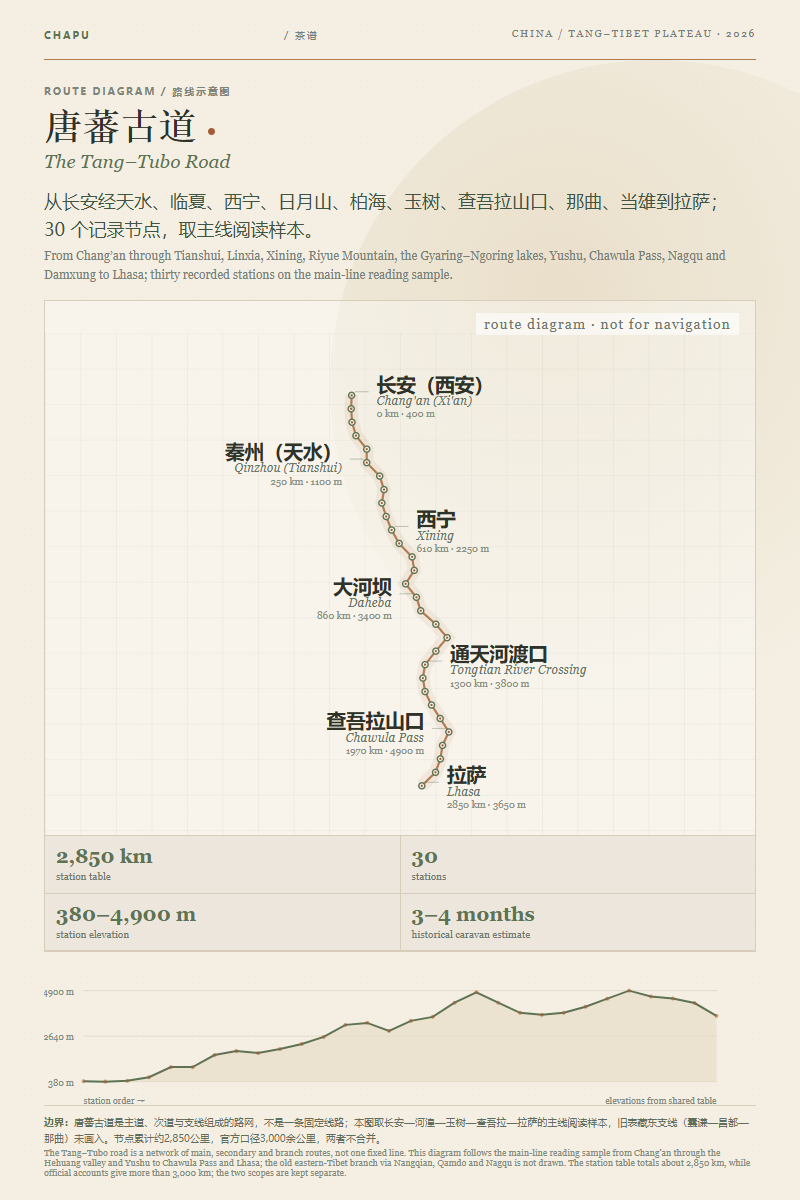 CHAPU / 茶谱 CHINA / TANG–TIBET PLATEAU · 2026
ROUTE DIAGRAM / 路线示意图
唐蕃古道
The Tang–Tubo Road
从长安经天水、临夏、西宁、日月山、柏海、玉树、查吾拉山口、那曲、当雄到拉萨；
30 个记录节点，取主线阅读样本。
From Chang’an through Tianshui, Linxia, Xining, Riyue Mountain, the Gyaring–Ngoring lakes, Yushu, Chawula Pass, Nagqu and
Damxung to Lhasa; thirty recorded stations on the main-line reading sample.
route diagram · not for navigation
长安（西安）
Chang'an (Xi'an)
0 km · 400 m
秦州（天水）
Qinzhou (Tianshui)
250 km · 1100 m
西宁
Xining
610 km · 2250 m
大河坝
Daheba
860 km · 3400 m
通天河渡口
Tongtian River Crossing
1300 km · 3800 m
查吾拉山口
Chawula Pass
1970 km · 4900 m
拉萨
Lhasa
2850 km · 3650 m
2,850 km
station table
30
stations
380–4,900 m
station elevation
3–4 months
historical caravan estimate
4900 m
2640 m
380 m
station order →
elevations from shared table
边界：唐蕃古道是主道、次道与支线组成的路网，不是一条固定线路；本图取长安—河湟—玉树—查吾拉—拉萨的主线阅读样本，旧表藏东支线（囊谦—昌都—
那曲）未画入。节点累计约2,850公里，官方口径3,000余公里，两者不合并。
The Tang–Tubo road is a network of main, secondary and branch routes, not one fixed line. This diagram follows the main-line reading sample from Chang’an through the
Hehuang valley and Yushu to Chawula Pass and Lhasa; the old eastern-Tibet branch via Nangqian, Qamdo and Nagqu is not drawn. The station table totals about 2,850 km, while
official accounts give more than 3,000 km; the two scopes are kept separate.